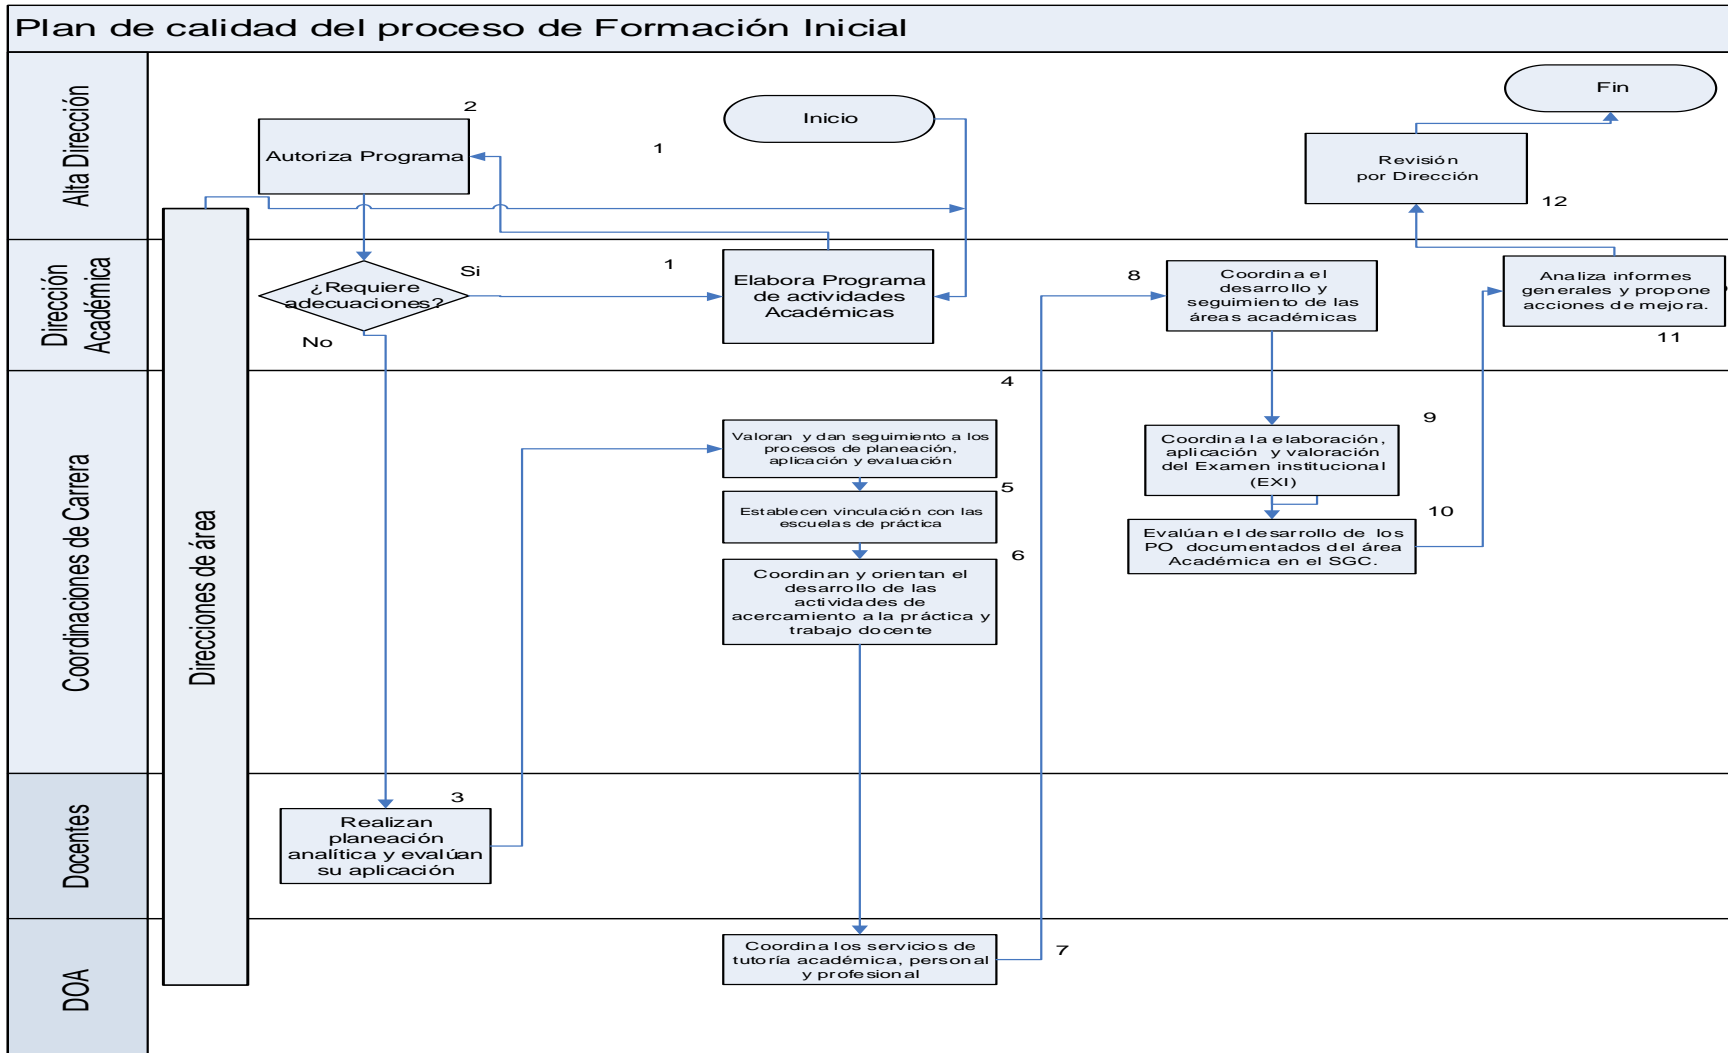 Plan de calidad del proceso de Formación Inicial
Alta Dirección
2
Autoriza Programa
1
Inicio
Fin
Revisión
por Dirección
12
Dirección
Académica
¿Requiere
adecuaciones?
Si
No
1
Elabora Programa
de actividades
Académicas
8
Coordina el
desarrollo y
seguimiento de las
áreas académicas
Analiza informes
generales y propone
acciones de mejora.
11
Direcciones de área
Coordinaciones de Carrera
4
Valoran y dan seguimiento a los
procesos de planeación,
aplicación y evaluación
5
Establecen vinculación con las
escuelas de práctica
6
Coordinan y orientan el
desarrollo de las
actividades de
acercamiento a la práctica y
trabajo docente
9
Coordina la elaboración,
aplicación y valoración
del Examen institucional
(EXI)
10
Evalúan el desarrollo de los
PO documentados del área
Académica en el SGC.
Docentes
3
Realizan
planeación
analítica y evalúan
su aplicación
DOA
Coordina los servicios de
tutoría académica, personal
y profesional
7